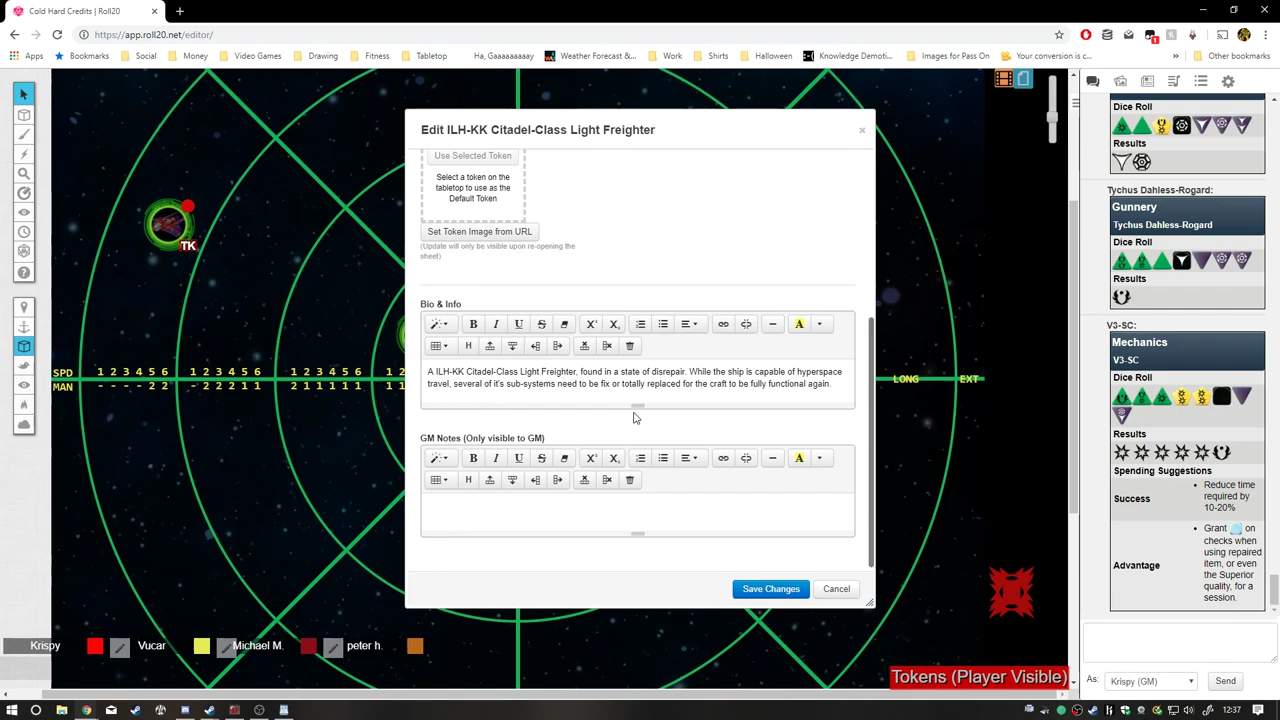 Cold Hard Credits | Roll20
https://app.roll20.net/editor/
Apps Bookmarks Social Money Video Games Drawing Fitness Tabletop Ha, Gaaaaaaaay Weather Forecast &... Work Shirts Halloween Knowledge Demoti... Images for Pass On Your conversion is c... » Other bookmarks
Edit ILH-KK Citadel-Class Light Freighter
Use Selected Token
Select a token on the
tabletop to use as the
Default Token
Set Token Image from URL
(Update will only be visible upon re-opening the
sheet)
Bio & Info
A ILH-KK Citadel-Class Light Freighter, found in a state of disrepair. While the ship is capable of hyperspace
travel, several of it's sub-systems need to be fix or totally replaced for the craft to be fully functional again.
GM Notes (Only visible to GM)
Save Changes
Cancel
TK
SPD 1 2 3 4 5 6 1 2 3 4 5 6 1 2 3 4 5 6 1 2
MAN - - - - 2 2 - - - - 2 2 2 1 1 1 1 1 1 1
LONG EXT
Krispy
Vucar
Michael M.
peter h.
Tokens (Player Visible)
Dice Roll
Results
Tychus Dahless-Rogard:
Gunnery
Tychus Dahless-Rogard
Dice Roll
Results
V3-SC:
Mechanics
V3-SC
Dice Roll
Results
Spending Suggestions
Success
• Reduce time
required by
10-20%
Advantage
• Grant on
checks when
using repaired
item, or even
the Superior
quality, for a
session.
As: Krispy (GM) Send
12:37